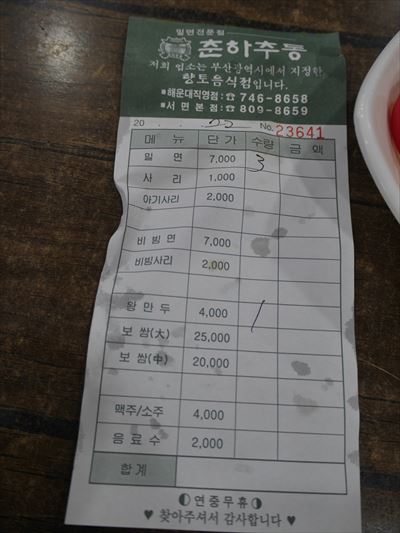 밀면전문점
춘하추동
저희 업소는 부산광역시에서 지정한
향토음식점입니다.
■해운대직영점:☎ 746-8658
■서면본점:☎ 809-8659
20 . . 25 No.23641
메뉴 단가 수량 금액
밀면 7,000 3
사리 1,000
아기사리 2,000
비빔면 7,000
비빔사리 2,000
왕만두 4,000 1
보쌈(大) 25,000
보쌈(中) 20,000
맥주/소주 4,000
음료수 2,000
합계
연중무휴
♥ 찾아주셔서 감사합니다 ♥